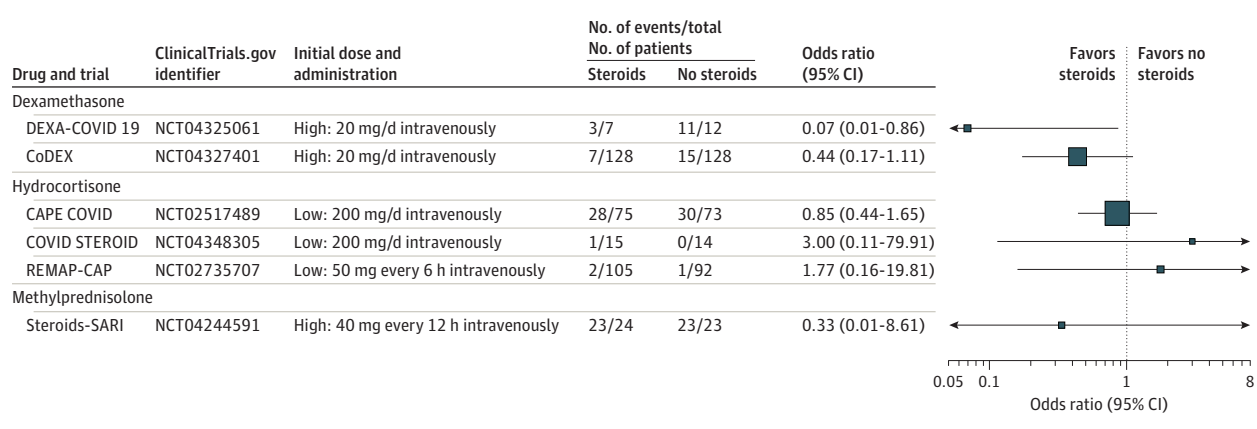 No. of events/total
No. of patients
Drug and trial ClinicalTrials.gov identifier Initial dose and administration Steroids No steroids Odds ratio (95% CI) Favors steroids Favors no steroids
Dexamethasone
DEXA-COVID 19 NCT04325061 High: 20 mg/d intravenously 3/7 11/12 0.07 (0.01-0.86)
CoDEX NCT04327401 High: 20 mg/d intravenously 7/128 15/128 0.44 (0.17-1.11)
Hydrocortisone
CAPE COVID NCT02517489 Low: 200 mg/d intravenously 28/75 30/73 0.85 (0.44-1.65)
COVID STEROID NCT04348305 Low: 200 mg/d intravenously 1/15 0/14 3.00 (0.11-79.91)
REMAP-CAP NCT02735707 Low: 50 mg every 6 h intravenously 2/105 1/92 1.77 (0.16-19.81)
Methylprednisolone
Steroids-SARI NCT04244591 High: 40 mg every 12 h intravenously 23/24 23/23 0.33 (0.01-8.61)
0.05 0.1 1 8
Odds ratio (95% CI)